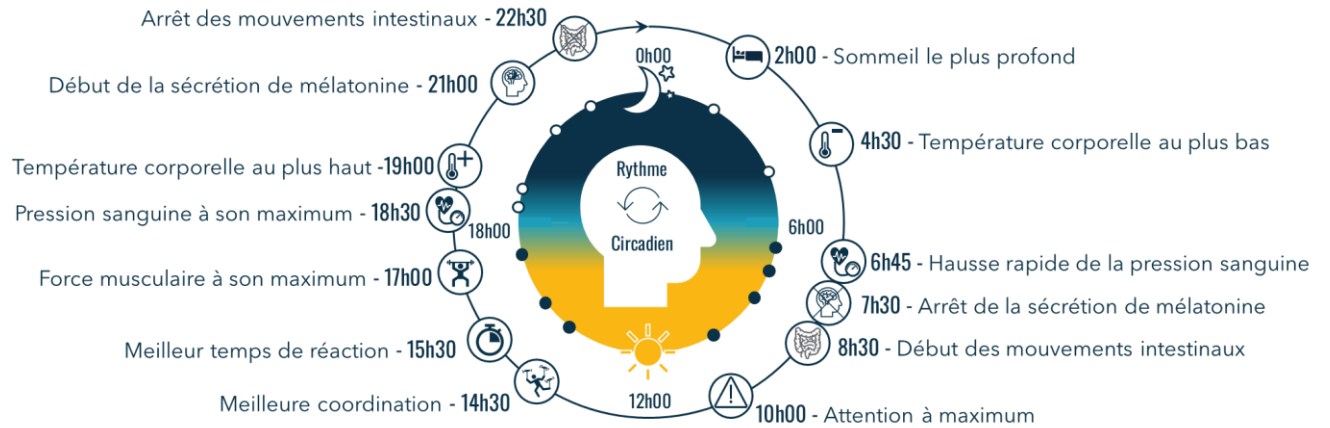 Arrêt des mouvements intestinaux - 22h30
0h00
2h00 - Sommeil le plus profond
Début de la sécrétion de mélatonine - 21h00
4h30 - Température corporelle au plus bas
Température corporelle au plus haut -19h00
Rythme
Circadien
Pression sanguine à son maximum - 18h30
18h00
6h00
6h45 - Hausse rapide de la pression sanguine
Force musculaire à son maximum - 17h00
7h30 - Arrêt de la sécrétion de mélatonine
Meilleur temps de réaction - 15h30
8h30 - Début des mouvements intestinaux
Meilleure coordination - 14h30
12h00
10h00 - Attention à maximum